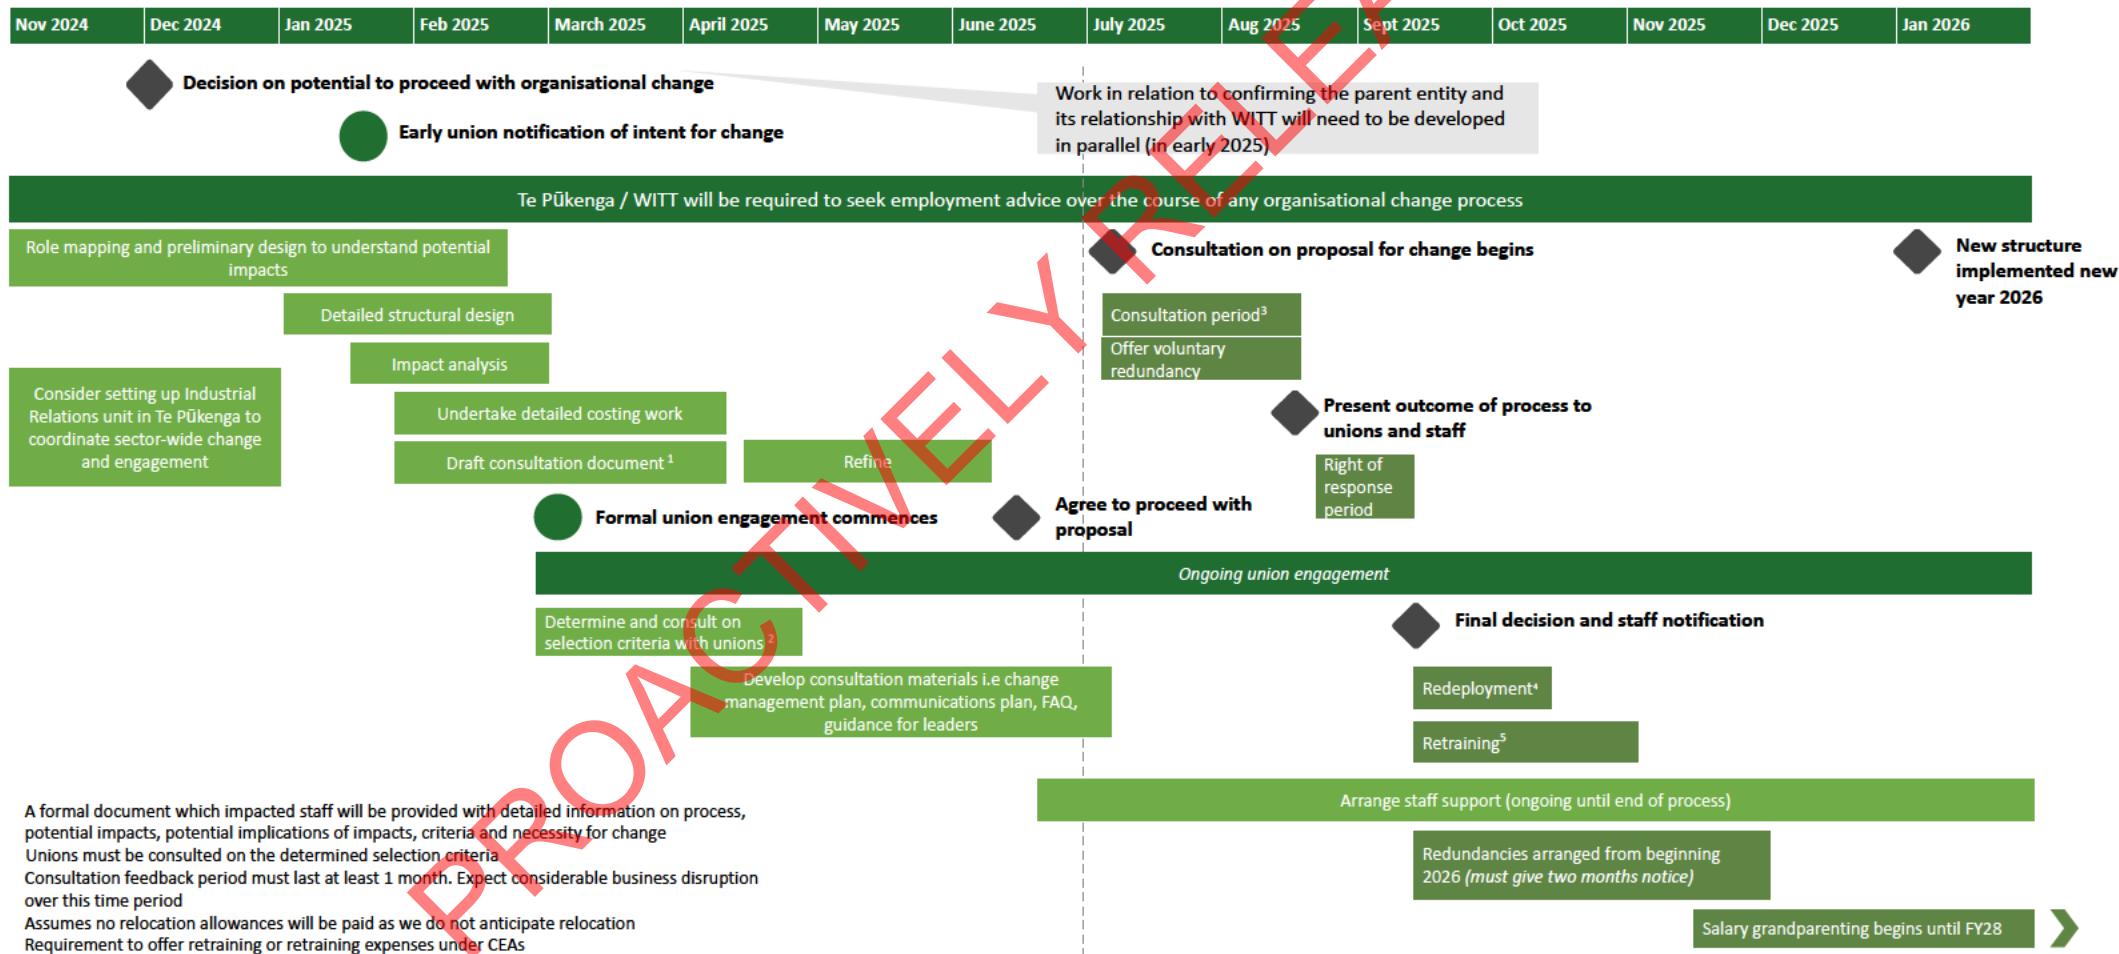 Nov 2024
Dec 2024
Jan 2025
Feb 2025
March 2025
April 2025
May 2025
June 2025
July 2025
Aug 2025
Sept 2025
Oct 2025
Nov 2025
Dec 2025
Jan 2026
Decision on potential to proceed with organisational change
Work in relation to confirming the parent entity and
its relationship with WITT will need to be developed
in parallel (in early 2025)
Early union notification of intent for change
Te Pūkenga / WITT will be required to seek employment advice over the course of any organisational change process
Role mapping and preliminary design to understand potential
impacts
Consultation on proposal for change begins
New structure
implemented new
year 2026
Detailed structural design
Consultation period³
Impact analysis
Offer voluntary
redundancy
Consider setting up Industrial
Relations unit in Te Pūkenga to
coordinate sector-wide change
and engagement
Undertake detailed costing work
Present outcome of process to
unions and staff
Draft consultation document ¹
Refine
Right of
response
period
Formal union engagement commences
Agree to proceed with
proposal
Ongoing union engagement
Determine and consult on
selection criteria with unions ²
Final decision and staff notification
Develop consultation materials i.e change
management plan, communications plan, FAQ,
guidance for leaders
Redeployment⁴
Retraining⁵
Arrange staff support (ongoing until end of process)
Redundancies arranged from beginning
2026 (must give two months notice)
Salary grandparenting begins until FY28
A formal document which impacted staff will be provided with detailed information on process,
potential impacts, potential implications of impacts, criteria and necessity for change
Unions must be consulted on the determined selection criteria
Consultation feedback period must last at least 1 month. Expect considerable business disruption
over this time period
Assumes no relocation allowances will be paid as we do not anticipate relocation
Requirement to offer retraining or retraining expenses under CEAs
PROACTIVELY RELEA